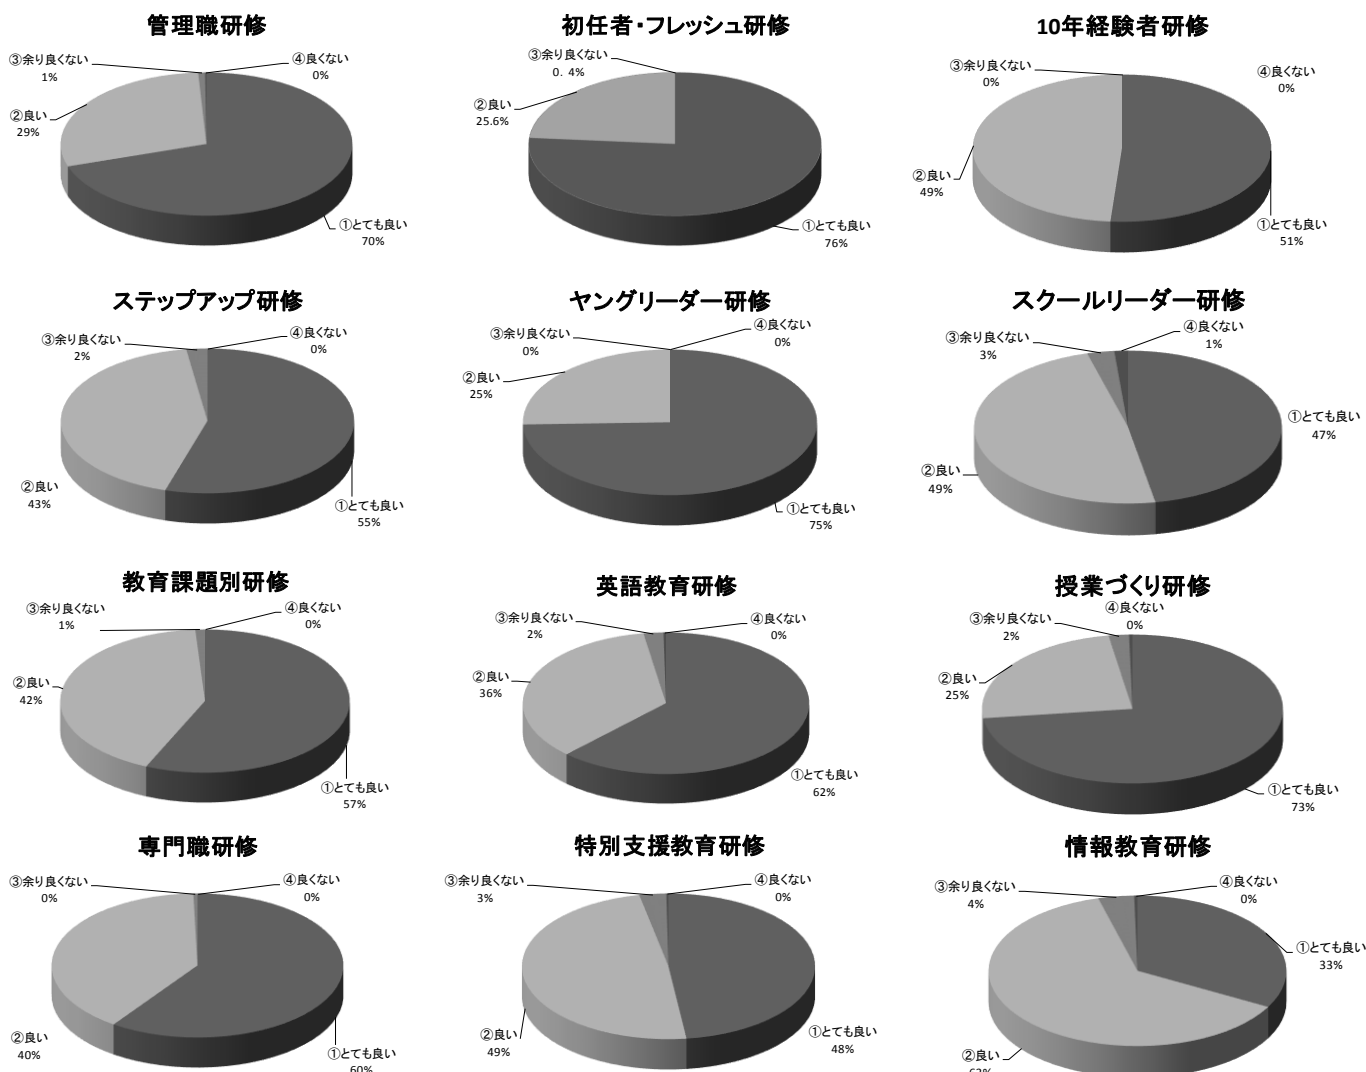 管理職研修
③余り良くない
1%
④良くない
0%
②良い
29%
①とても良い
70%
初任者・フレッシュ研修
③余り良くない
0.4%
②良い
25.6%
①とても良い
76%
10年経験者研修
③余り良くない
0%
④良くない
0%
②良い
49%
①とても良い
51%
ステップアップ研修
③余り良くない
2%
④良くない
0%
②良い
43%
①とても良い
55%
ヤングリーダー研修
③余り良くない
0%
④良くない
0%
②良い
25%
①とても良い
75%
スクールリーダー研修
③余り良くない
3%
④良くない
1%
①とても良い
47%
②良い
49%
教育課題別研修
③余り良くない
1%
④良くない
0%
②良い
42%
①とても良い
57%
英語教育研修
③余り良くない
2%
④良くない
0%
②良い
36%
①とても良い
62%
授業づくり研修
③余り良くない
2%
④良くない
0%
②良い
25%
①とても良い
73%
専門職研修
③余り良くない
0%
④良くない
0%
②良い
40%
①とても良い
60%
特別支援教育研修
③余り良くない
3%
④良くない
0%
②良い
49%
①とても良い
48%
情報教育研修
③余り良くない
4%
④良くない
0%
①とても良い
33%
②良い